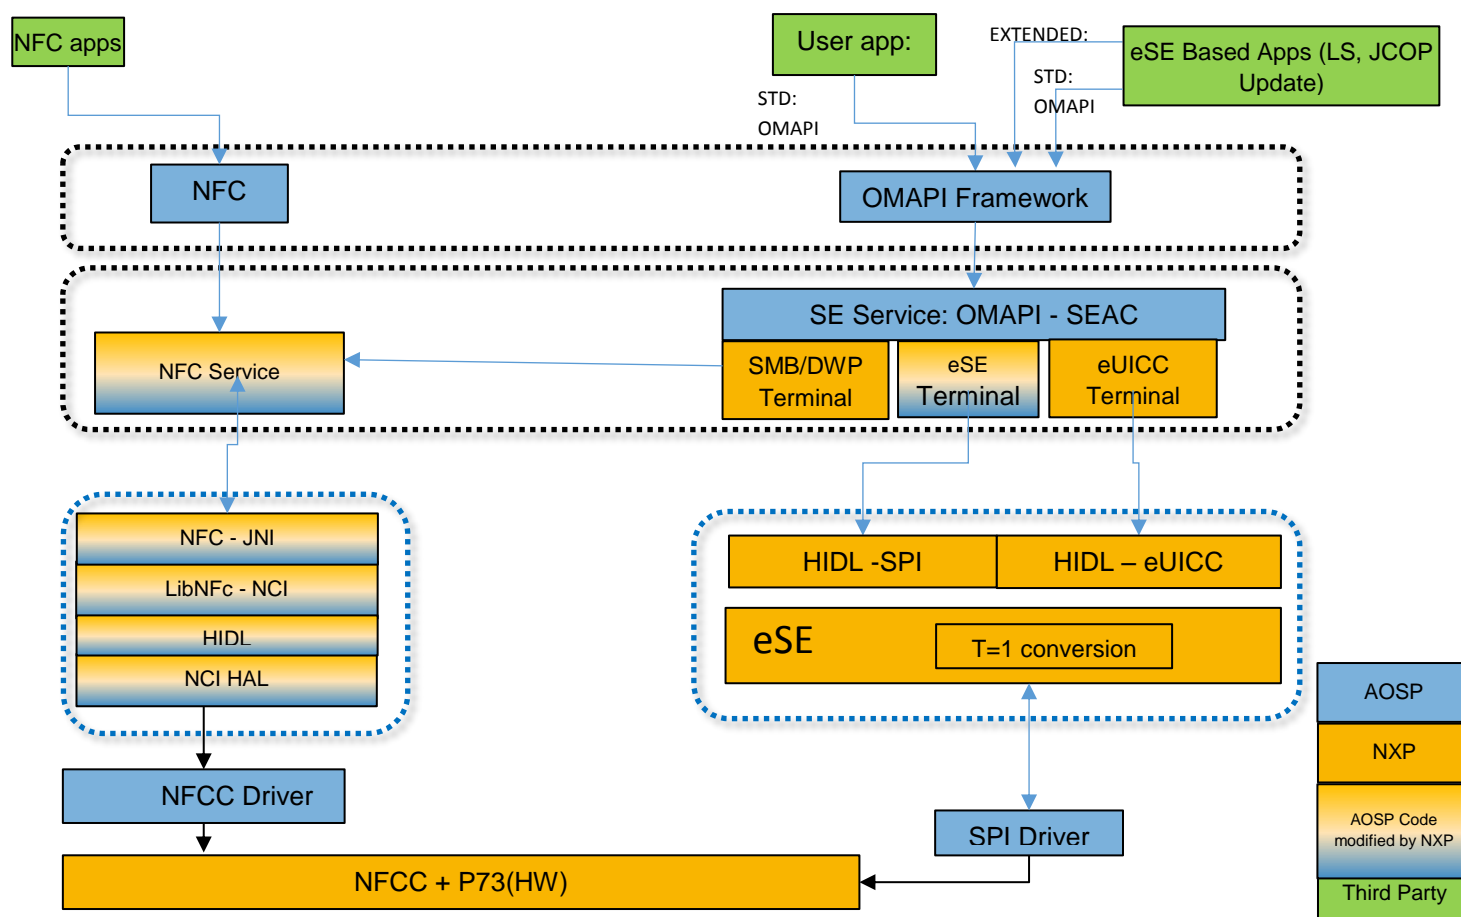 NFC apps
User app:
EXTENDED:
eSE Based Apps (LS, JCOP
Update)
STD:
OMAPI
STD:
OMAPI
NFC
OMAPI Framework
SE Service: OMAPI - SEAC
NFC Service
SMB/DWP
Terminal
eSE
Terminal
eUICC
Terminal
NFC - JNI
LibNFc - NCI
HIDL
NCI HAL
HIDL -SPI
HIDL – eUICC
eSE
T=1 conversion
NFCC Driver
SPI Driver
NFCC + P73(HW)
AOSP
NXP
AOSP Code
modified by NXP
Third Party